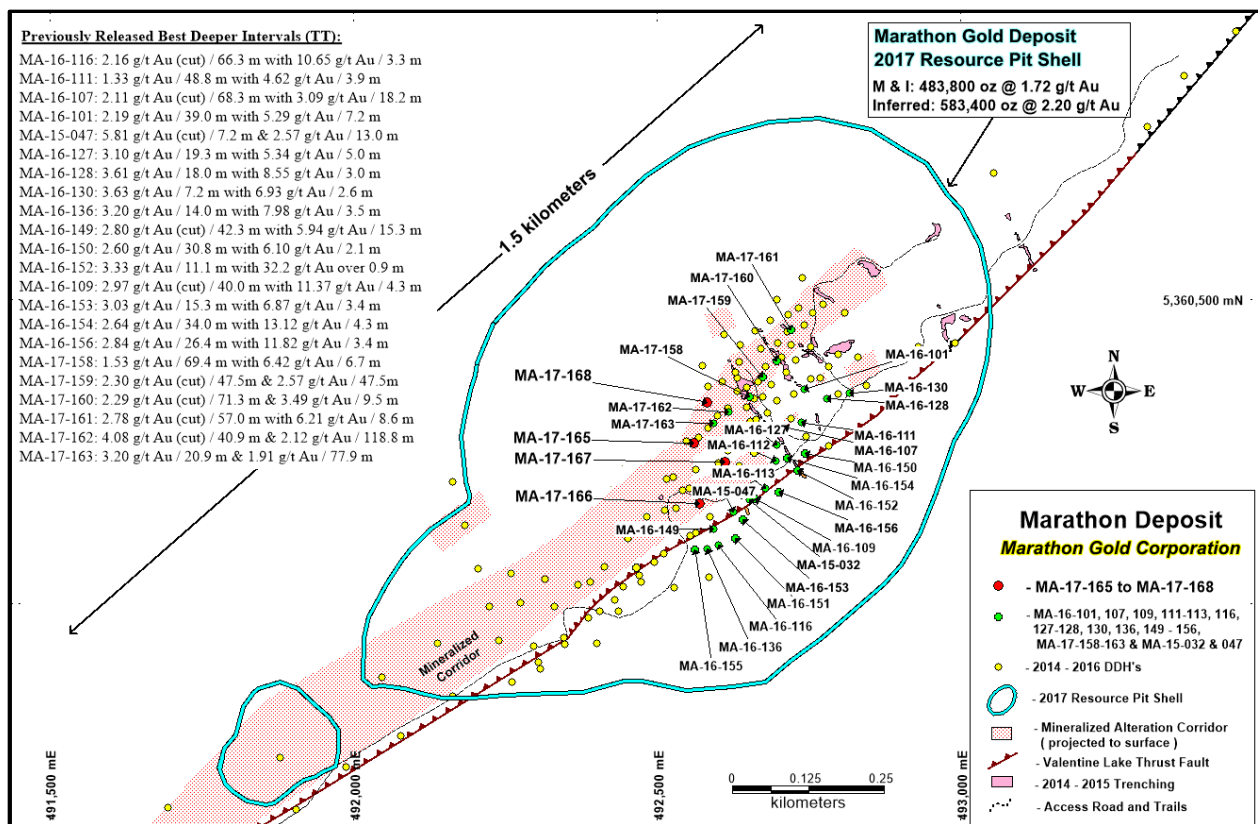 Previously Released Best Deeper Intervals (TT):
MA-16-116: 2.16 g/t Au (cut) / 66.3 m with 10.65 g/t Au / 3.3 m
MA-16-111: 1.33 g/t Au / 48.8 m with 4.62 g/t Au / 3.9 m
MA-16-107: 2.11 g/t Au (cut) / 68.3 m with 3.09 g/t Au / 18.2 m
MA-16-101: 2.19 g/t Au / 39.0 m with 5.29 g/t Au / 7.2 m
MA-15-047: 5.81 g/t Au (cut) / 7.2 m & 2.57 g/t Au / 13.0 m
MA-16-127: 3.10 g/t Au / 19.3 m with 5.34 g/t Au / 5.0 m
MA-16-128: 3.61 g/t Au / 18.0 m with 8.55 g/t Au / 3.0 m
MA-16-130: 3.63 g/t Au / 7.2 m with 6.93 g/t Au / 2.6 m
MA-16-136: 3.20 g/t Au / 14.0 m with 7.98 g/t Au / 3.5 m
MA-16-149: 2.80 g/t Au (cut) / 42.3 m with 5.94 g/t Au / 15.3 m
MA-16-150: 2.60 g/t Au / 30.8 m with 6.10 g/t Au / 2.1 m
MA-16-152: 3.33 g/t Au / 11.1 m with 32.2 g/t Au over 0.9 m
MA-16-109: 2.97 g/t Au (cut) / 40.0 m with 11.37 g/t Au / 4.3 m
MA-16-153: 3.03 g/t Au / 15.3 m with 6.87 g/t Au / 3.4 m
MA-16-154: 2.64 g/t Au / 34.0 m with 13.12 g/t Au / 4.3 m
MA-16-156: 2.84 g/t Au / 26.4 m with 11.82 g/t Au / 3.4 m
MA-17-158: 1.53 g/t Au / 69.4 m with 6.42 g/t Au / 6.7 m
MA-17-159: 2.30 g/t Au (cut) / 47.5m & 2.57 g/t Au / 47.5m
MA-17-160: 2.29 g/t Au (cut) / 71.3 m & 3.49 g/t Au / 9.5 m
MA-17-161: 2.78 g/t Au (cut) / 57.0 m with 6.21 g/t Au / 8.6 m
MA-17-162: 4.08 g/t Au (cut) / 40.9 m & 2.12 g/t Au / 118.8 m
MA-17-163: 3.20 g/t Au / 20.9 m & 1.91 g/t Au / 77.9 m
1.5 kilometers
Marathon Gold Deposit
2017 Resource Pit Shell
M & I: 483,800 oz @ 1.72 g/t Au
Inferred: 583,400 oz @ 2.20 g/t Au
5,360,500 mN
N
W E
S
MA-17-161
MA-17-160
MA-17-159
MA-17-158
MA-17-168
MA-17-162
MA-17-163
MA-17-165
MA-17-167
MA-17-166
MA-16-101
MA-16-130
MA-16-128
MA-16-127
MA-16-112
MA-16-111
MA-16-107
MA-16-150
MA-16-154
MA-16-113
MA-15-047
MA-16-152
MA-16-156
MA-16-149
MA-16-109
MA-15-032
MA-16-153
MA-16-151
MA-16-116
MA-16-136
MA-16-155
Mineralized
Corridor
491,500 mE
492,000 mE
492,500 mE
493,000 mE
0 0.125 0.25
kilometers
Marathon Deposit
Marathon Gold Corporation
- MA-17-165 to MA-17-168
- MA-16-101, 107, 109, 111-113, 116,
127-128, 130, 136, 149 - 156,
MA-17-158-163 & MA-15-032 & 047
- 2014 - 2016 DDH's
- 2017 Resource Pit Shell
- Mineralized Alteration Corridor
( projected to surface )
- Valentine Lake Thrust Fault
- 2014 - 2015 Trenching
- Access Road and Trails